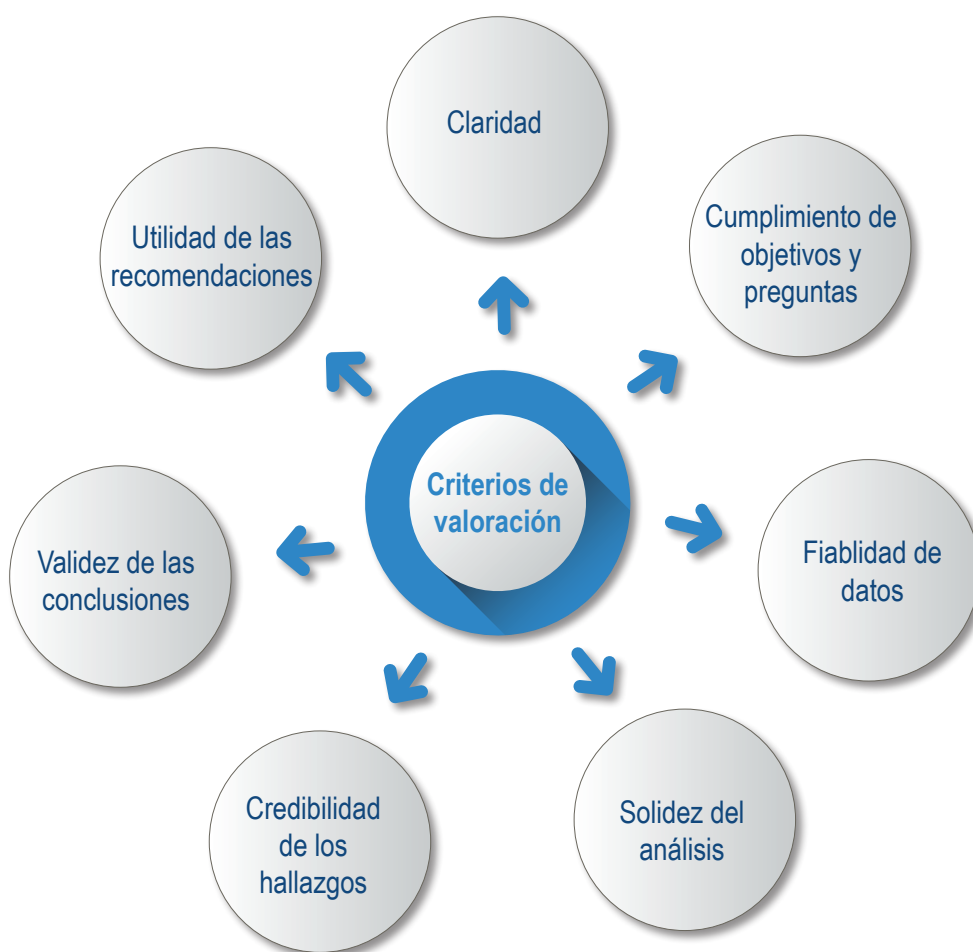 Claridad
Cumplimiento de
objetivos y
preguntas
Fiablidad de
datos
Solidez del
análisis
Credibilidad
de los
hallazgos
Validez de las
conclusiones
Utilidad de las
recomendaciones
Criterios de
valoración